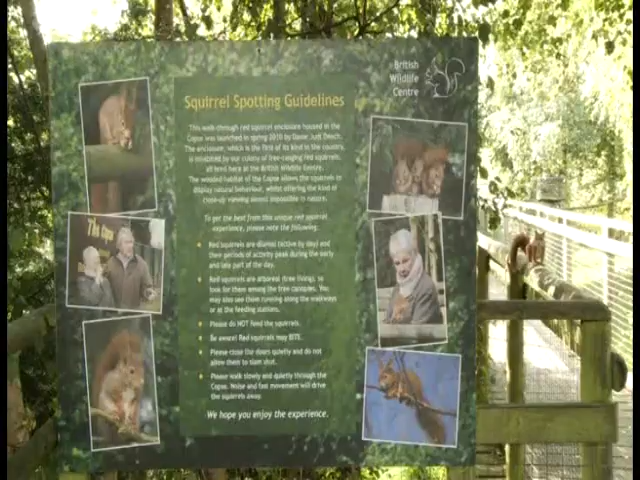 British
Wildlife
Centre
Squirrel Spotting Guidelines
This walk-through red squirrel enclosure housed in the
Copse was launched in spring 2010 by Dame Judi Dench.
The enclosure, which is the first of its kind in the country,
is inhabited by our colony of free-ranging red squirrels,
all bred here at the British Wildlife Centre.
The wooded habitat of the Copse allows the squirrels to
display natural behaviour, whilst offering the kind of
close-up viewing almost impossible in nature.
To get the best from this unique red squirrel
experience, please note the following:
Red squirrels are diurnal (active by day) and
their periods of activity peak during the early
and late part of the day.
Red squirrels are arboreal (tree living), so
look for them among the tree canopies. You
may also see them running along the walkways
or at the feeding stations.
Please do NOT feed the squirrels.
Be aware! Red squirrels may BITE.
Please close the doors quietly and do not
allow them to slam shut.
Please walk slowly and quietly through the
Copse. Noise and fast movement will drive
the squirrels away.
We hope you enjoy the experience.
The Copse